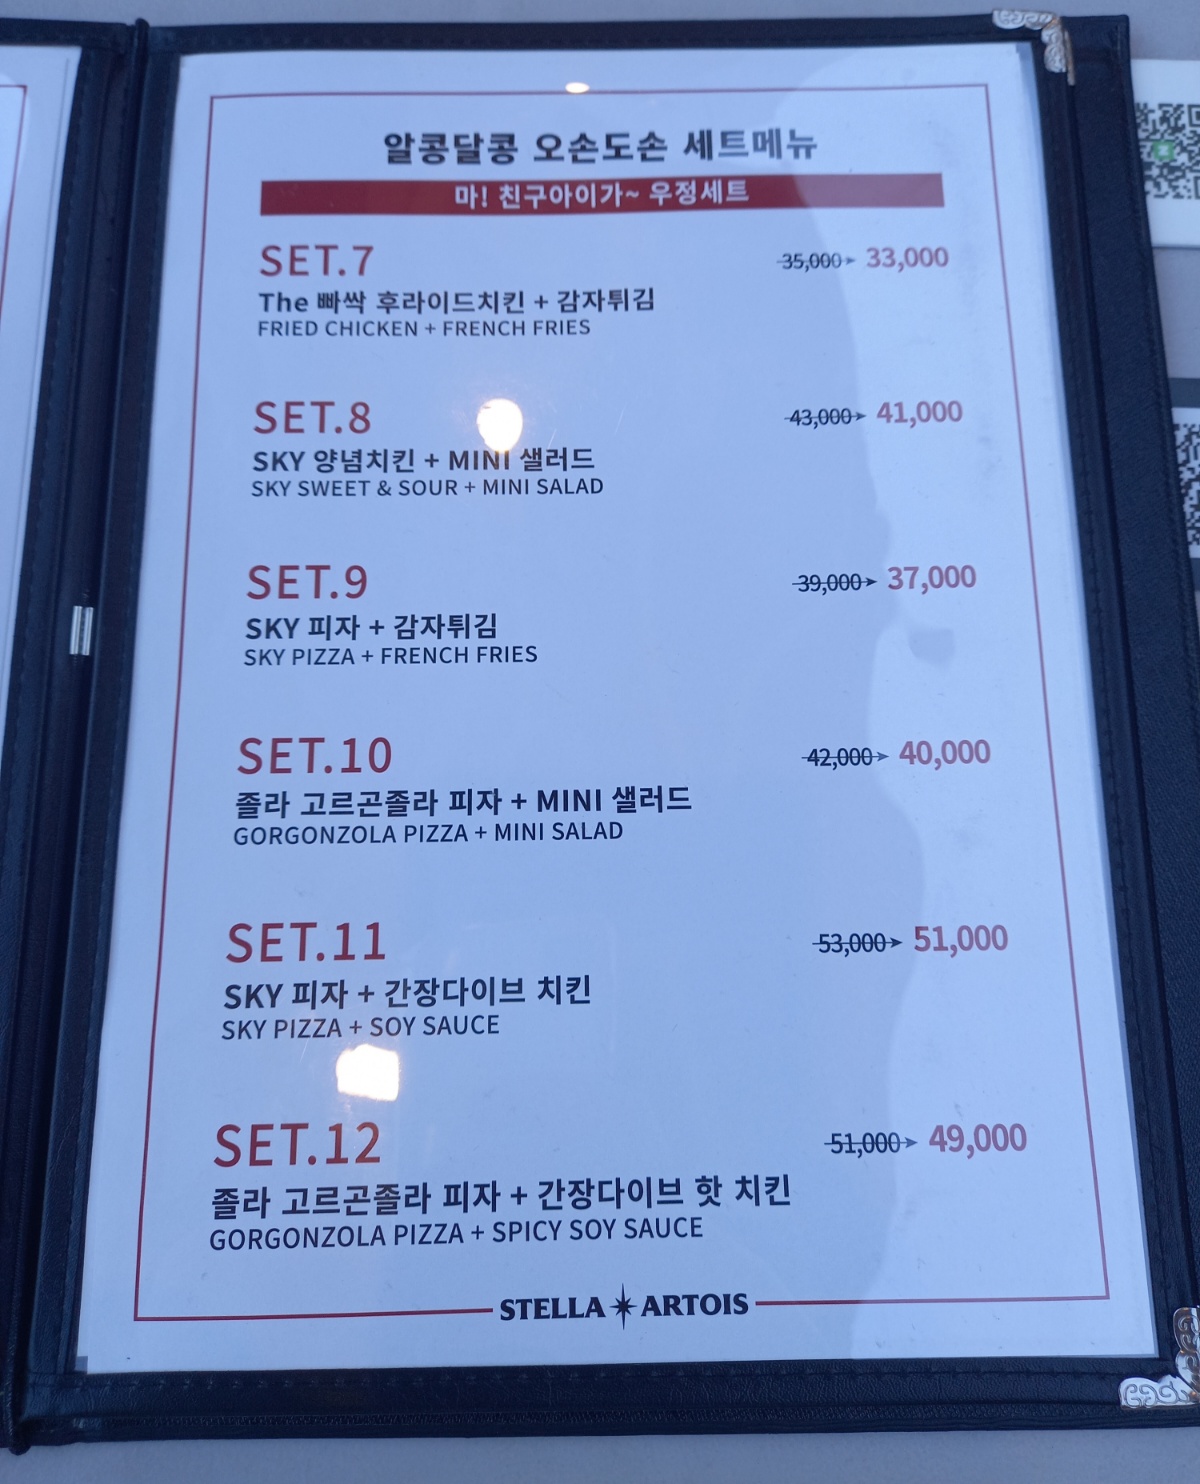 알콩달콩 오손도손 세트메뉴
마! 친구아이가~ 우정세트
SET.7 35,000 ➤ 33,000
The 빠싹 후라이드치킨 + 감자튀김
FRIED CHICKEN + FRENCH FRIES
SET.8 43,000 ➤ 41,000
SKY 양념치킨 + MINI 샐러드
SKY SWEET & SOUR + MINI SALAD
SET.9 39,000 ➤ 37,000
SKY 피자 + 감자튀김
SKY PIZZA + FRENCH FRIES
SET.10 42,000 ➤ 40,000
졸라 고르곤졸라 피자 + MINI 샐러드
GORGONZOLA PIZZA + MINI SALAD
SET.11 53,000 ➤ 51,000
SKY 피자 + 간장다이브 치킨
SKY PIZZA + SOY SAUCE
SET.12 51,000 ➤ 49,000
졸라 고르곤졸라 피자 + 간장다이브 핫 치킨
GORGONZOLA PIZZA + SPICY SOY SAUCE
STELLA ARTOIS